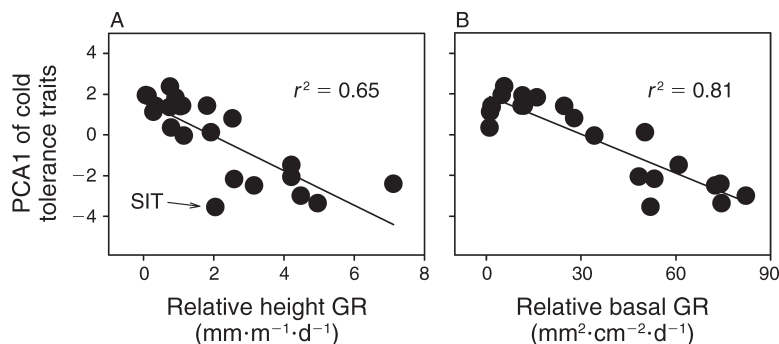 A
B
PCA1 of cold
tolerance traits
4
2
0
−2
−4
r² = 0.65
r² = 0.81
SIT
0 2 4 6 8
0 30 60 90
Relative height GR
(mm·m⁻¹·d⁻¹)
Relative basal GR
(mm²·cm⁻²·d⁻¹)